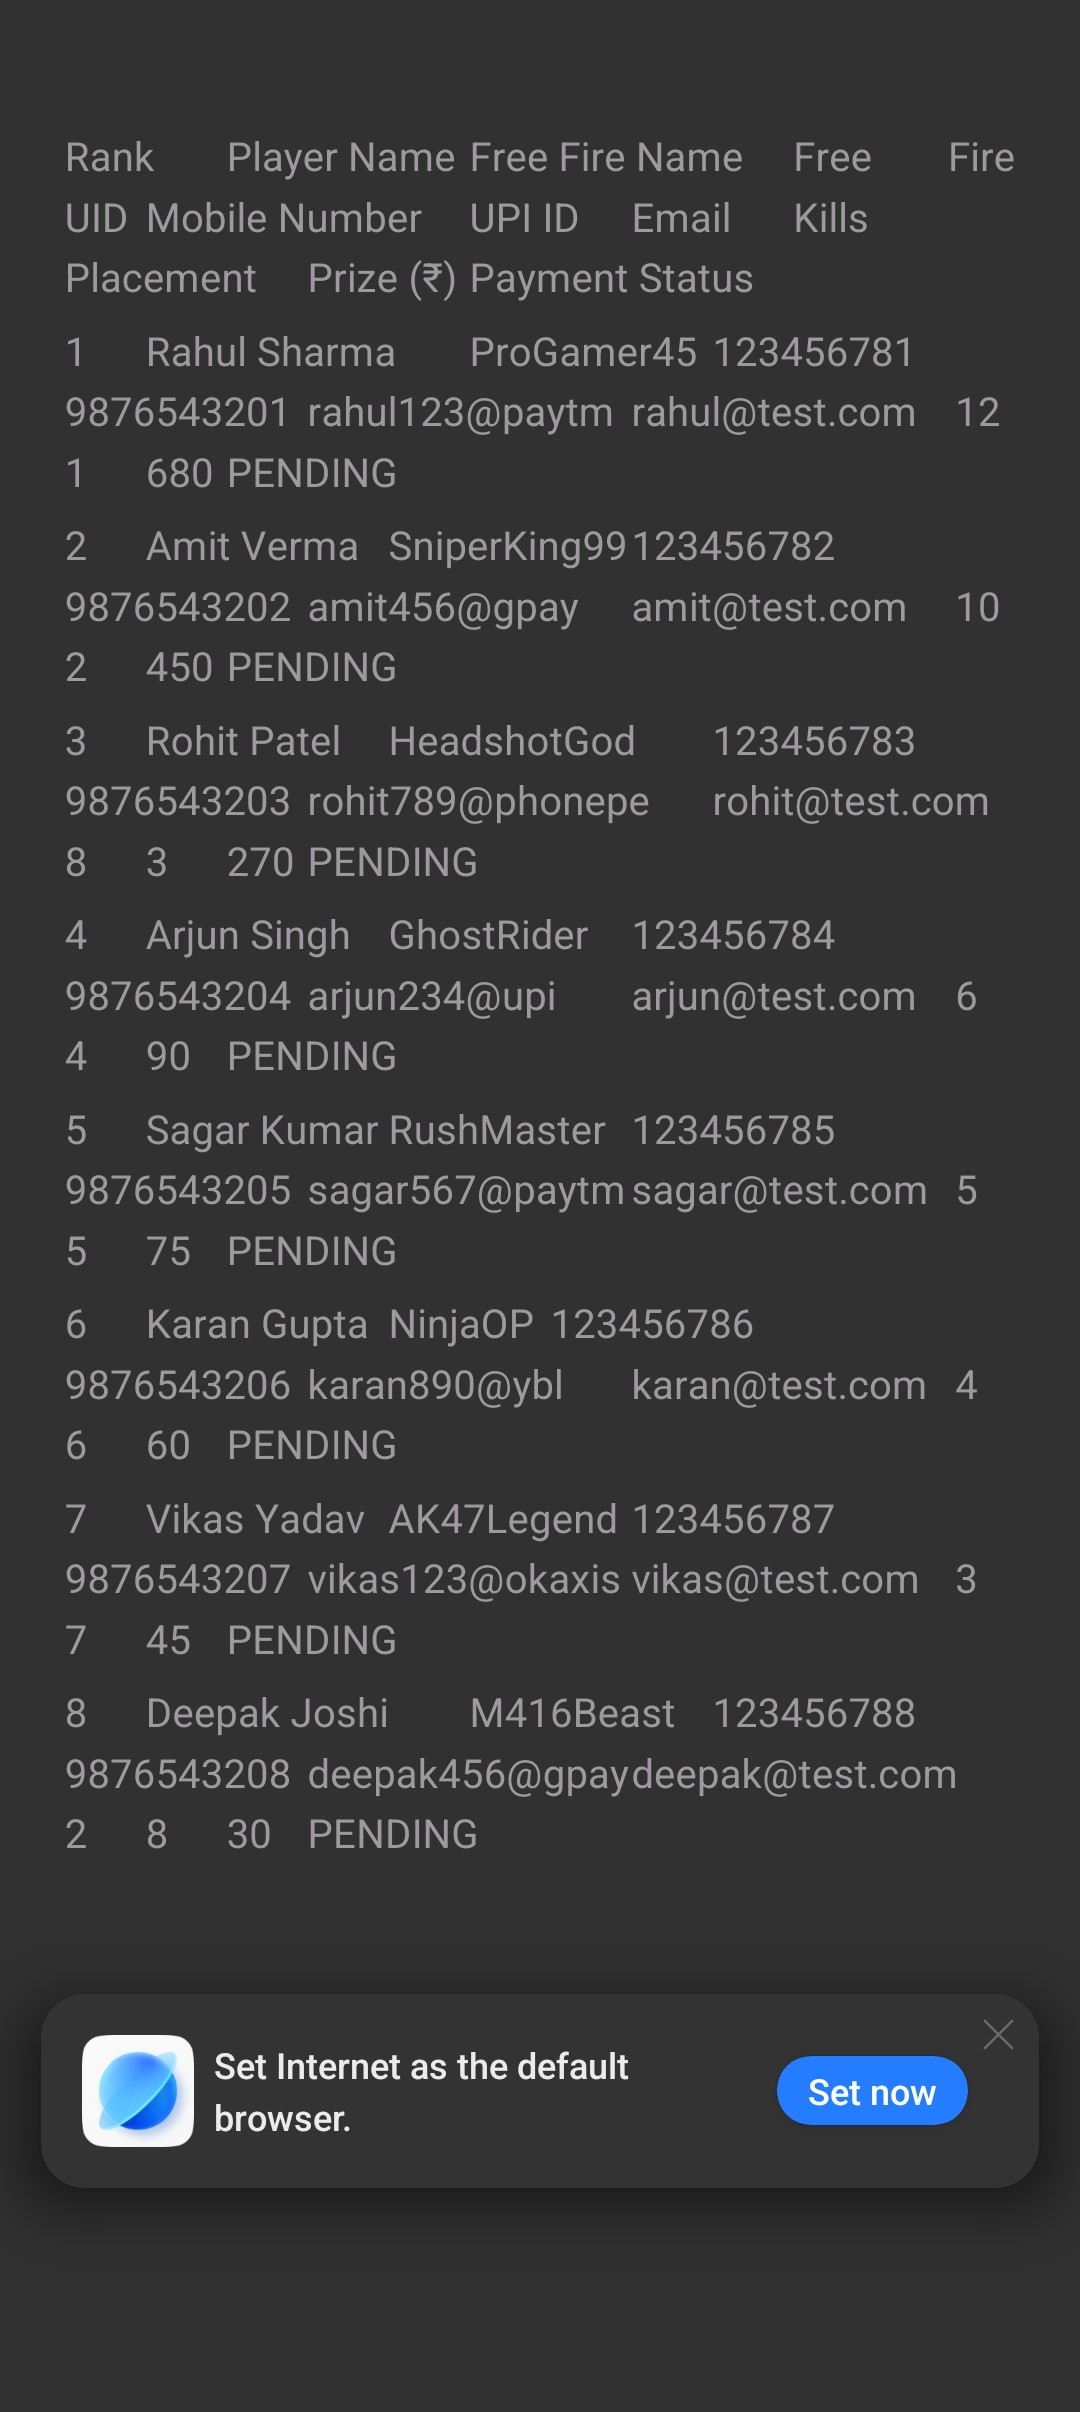 Rank Player Name Free Fire Name Free Fire
UID Mobile Number UPI ID Email Kills
Placement Prize (₹) Payment Status
1 Rahul Sharma ProGamer45 123456781
9876543201 rahul123@paytm rahul@test.com 12
1 680 PENDING
2 Amit Verma SniperKing99 123456782
9876543202 amit456@gpay amit@test.com 10
2 450 PENDING
3 Rohit Patel HeadshotGod 123456783
9876543203 rohit789@phonepe rohit@test.com
8 3 270 PENDING
4 Arjun Singh GhostRider 123456784
9876543204 arjun234@upi arjun@test.com 6
4 90 PENDING
5 Sagar Kumar RushMaster 123456785
9876543205 sagar567@paytm sagar@test.com 5
5 75 PENDING
6 Karan Gupta NinjaOP 123456786
9876543206 karan890@ybl karan@test.com 4
6 60 PENDING
7 Vikas Yadav AK47Legend 123456787
9876543207 vikas123@okaxis vikas@test.com 3
7 45 PENDING
8 Deepak Joshi M416Beast 123456788
9876543208 deepak456@gpay deepak@test.com
2 8 30 PENDING
Set Internet as the default
browser.
Set now